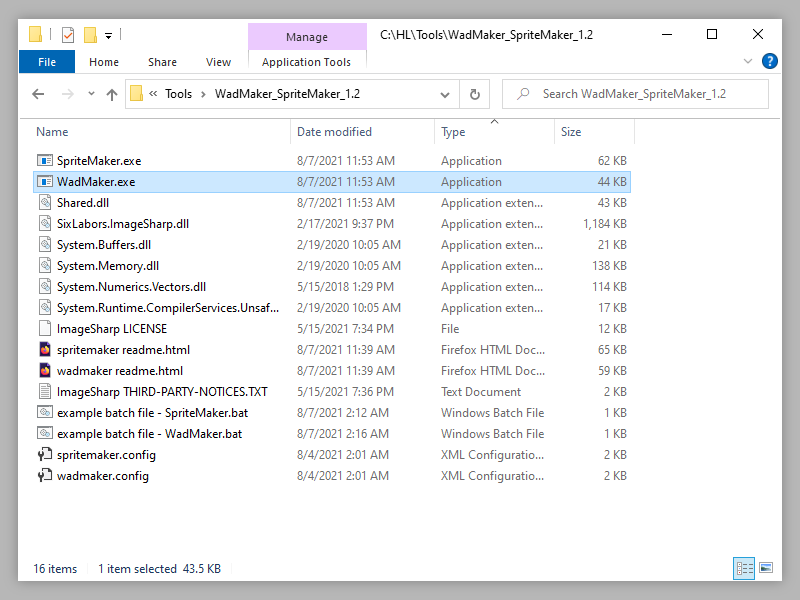 Manage
C:\HL\Tools\WadMaker_SpriteMaker_1.2
File Home Share View Application Tools ?
« Tools › WadMaker_SpriteMaker_1.2 Search WadMaker_SpriteMaker_1.2
Name Date modified Type Size
SpriteMaker.exe 8/7/2021 11:53 AM Application 62 KB
WadMaker.exe 8/7/2021 11:53 AM Application 44 KB
Shared.dll 8/7/2021 11:53 AM Application exten... 43 KB
SixLabors.ImageSharp.dll 2/17/2021 9:37 PM Application exten... 1,184 KB
System.Buffers.dll 2/19/2020 10:05 AM Application exten... 21 KB
System.Memory.dll 2/19/2020 10:05 AM Application exten... 138 KB
System.Numerics.Vectors.dll 5/15/2018 1:29 PM Application exten... 114 KB
System.Runtime.CompilerServices.Unsaf... 2/19/2020 10:05 AM Application exten... 17 KB
ImageSharp LICENSE 5/15/2021 7:34 PM File 12 KB
spritemaker readme.html 8/7/2021 11:39 AM Firefox HTML Doc... 65 KB
wadmaker readme.html 8/7/2021 11:39 AM Firefox HTML Doc... 59 KB
ImageSharp THIRD-PARTY-NOTICES.TXT 5/15/2021 7:36 PM Text Document 2 KB
example batch file - SpriteMaker.bat 8/7/2021 2:12 AM Windows Batch File 1 KB
example batch file - WadMaker.bat 8/7/2021 2:16 AM Windows Batch File 1 KB
spritemaker.config 8/4/2021 2:01 AM XML Configuratio... 2 KB
wadmaker.config 8/4/2021 2:01 AM XML Configuratio... 2 KB
16 items 1 item selected 43.5 KB